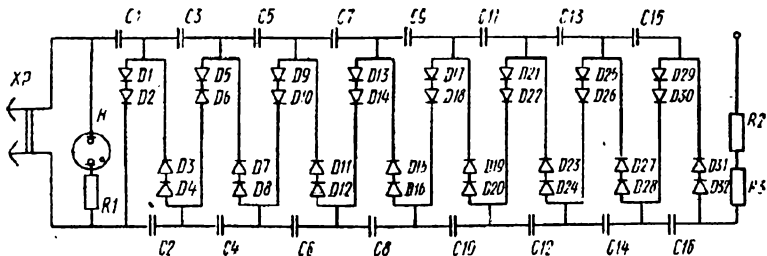 C1 C3 C5 C7 C9 C11 C13 C15
XP
D1 D5 D9 D13 D17 D21 D25 D29
D2 D6 D10 D14 D18 D22 D26 D30
H
R2
D3 D7 D11 D15 D19 D23 D27 D31
R1 D4 D8 D12 D16 D20 D24 D28 D32 R3
C2 C4 C6 C8 C10 C12 C14 C16